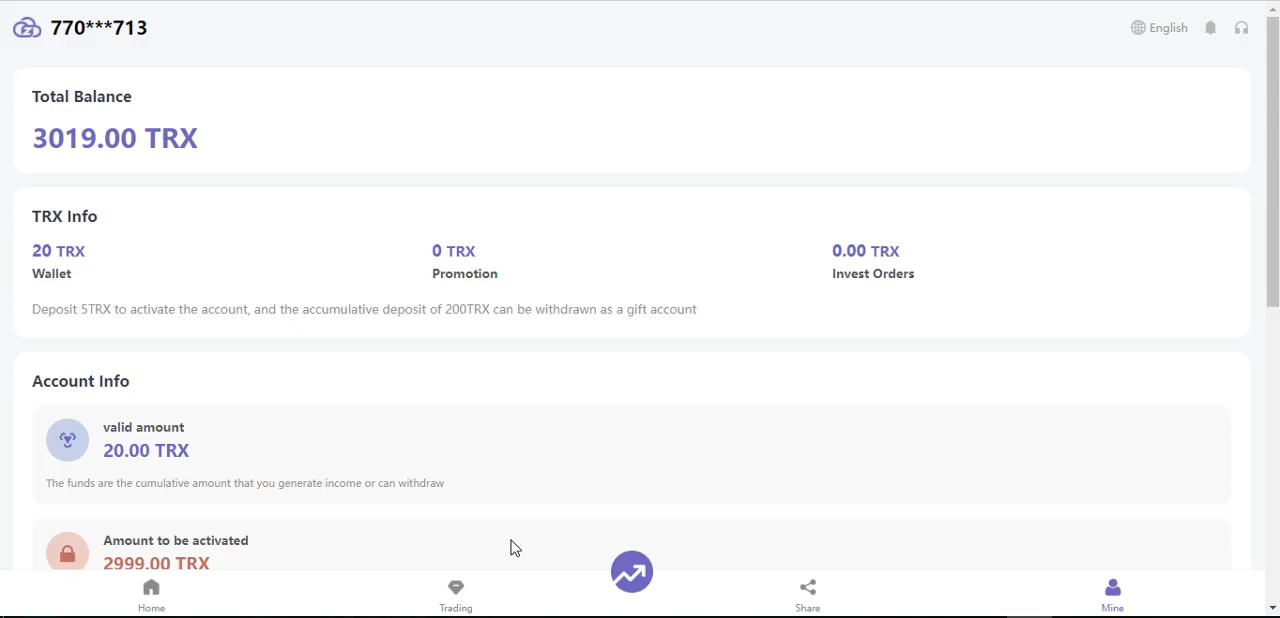 770***713
English
Total Balance
3019.00 TRX
TRX Info
20 TRX
0 TRX
0.00 TRX
Wallet
Promotion
Invest Orders
Deposit 5TRX to activate the account, and the accumulative deposit of 200TRX can be withdrawn as a gift account
Account Info
valid amount
20.00 TRX
The funds are the cumulative amount that you generate income or can withdraw
Amount to be activated
2999.00 TRX
Home
Trading
Share
Mine